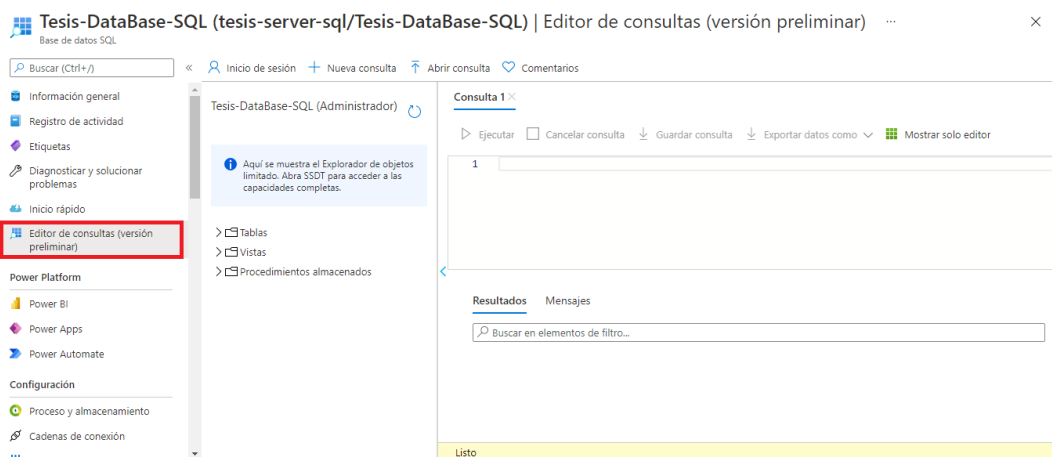 Tesis-DataBase-SQL (tesis-server-sql/Tesis-DataBase-SQL) | Editor de consultas (versión preliminar) ...
Base de datos SQL
Buscar (Ctrl+/)
Información general
Registro de actividad
Etiquetas
Diagnosticar y solucionar
problemas
Inicio rápido
Editor de consultas (versión
preliminar)
Power Platform
Power BI
Power Apps
Power Automate
Configuración
Proceso y almacenamiento
Cadenas de conexión
Inicio de sesión
Nueva consulta
Abrir consulta
Comentarios
Tesis-DataBase-SQL (Administrador)
Aquí se muestra el Explorador de objetos
limitado. Abra SSDT para acceder a las
capacidades completas.
Tablas
Vistas
Procedimientos almacenados
Consulta 1
Ejecutar
Cancelar consulta
Guardar consulta
Exportar datos como
Mostrar solo editor
1
Resultados
Mensajes
Buscar en elementos de filtro...
Listo